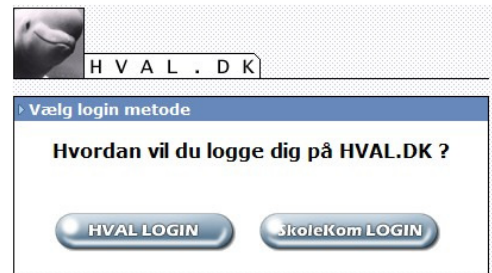 HVAL.DK
Vælg login metode
Hvordan vil du logge dig på HVAL.DK ?
HVAL LOGIN
SkoleKom LOGIN